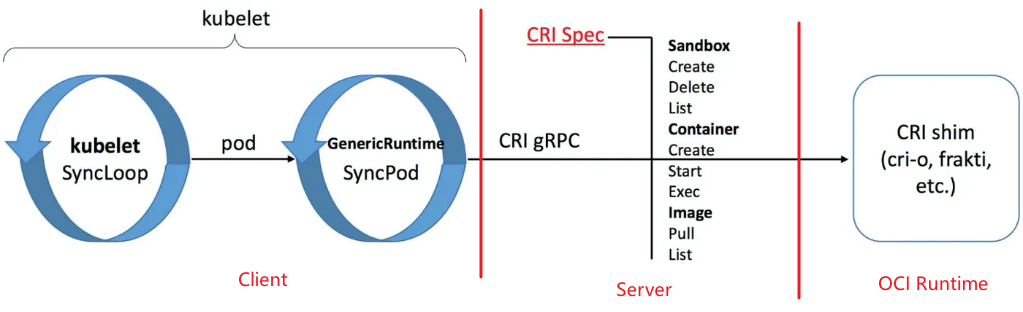 kubelet
kubelet
SyncLoop
pod
GenericRuntime
SyncPod
CRI gRPC
CRI Spec
Sandbox
Create
Delete
List
Container
Create
Start
Exec
Image
Pull
List
CRI shim
(cri-o, frakti,
etc.)
Client
Server
OCI Runtime